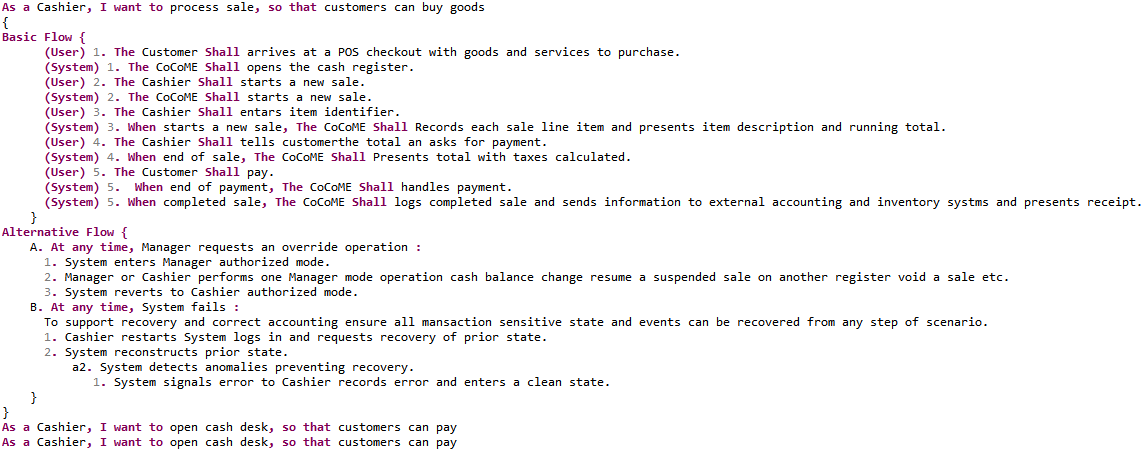 As a Cashier, I want to process sale, so that customers can buy goods
{
Basic Flow {
(User) 1. The Customer Shall arrives at a POS checkout with goods and services to purchase.
(System) 1. The CoCoME Shall opens the cash register.
(User) 2. The Cashier Shall starts a new sale.
(System) 2. The CoCoME Shall starts a new sale.
(User) 3. The Cashier Shall entars item identifier.
(System) 3. When starts a new sale, The CoCoME Shall Records each sale line item and presents item description and running total.
(User) 4. The Cashier Shall tells customerthe total an asks for payment.
(System) 4. When end of sale, The CoCoME Shall Presents total with taxes calculated.
(User) 5. The Customer Shall pay.
(System) 5.  When end of payment, The CoCoME Shall handles payment.
(System) 5. When completed sale, The CoCoME Shall logs completed sale and sends information to external accounting and inventory systms and presents receipt.
}
Alternative Flow {
A. At any time, Manager requests an override operation :
1. System enters Manager authorized mode.
2. Manager or Cashier performs one Manager mode operation cash balance change resume a suspended sale on another register void a sale etc.
3. System reverts to Cashier authorized mode.
B. At any time, System fails :
To support recovery and correct accounting ensure all mansaction sensitive state and events can be recovered from any step of scenario.
1. Cashier restarts System logs in and requests recovery of prior state.
2. System reconstructs prior state.
a2. System detects anomalies preventing recovery.
1. System signals error to Cashier records error and enters a clean state.
}
}
As a Cashier, I want to open cash desk, so that customers can pay
As a Cashier, I want to open cash desk, so that customers can pay